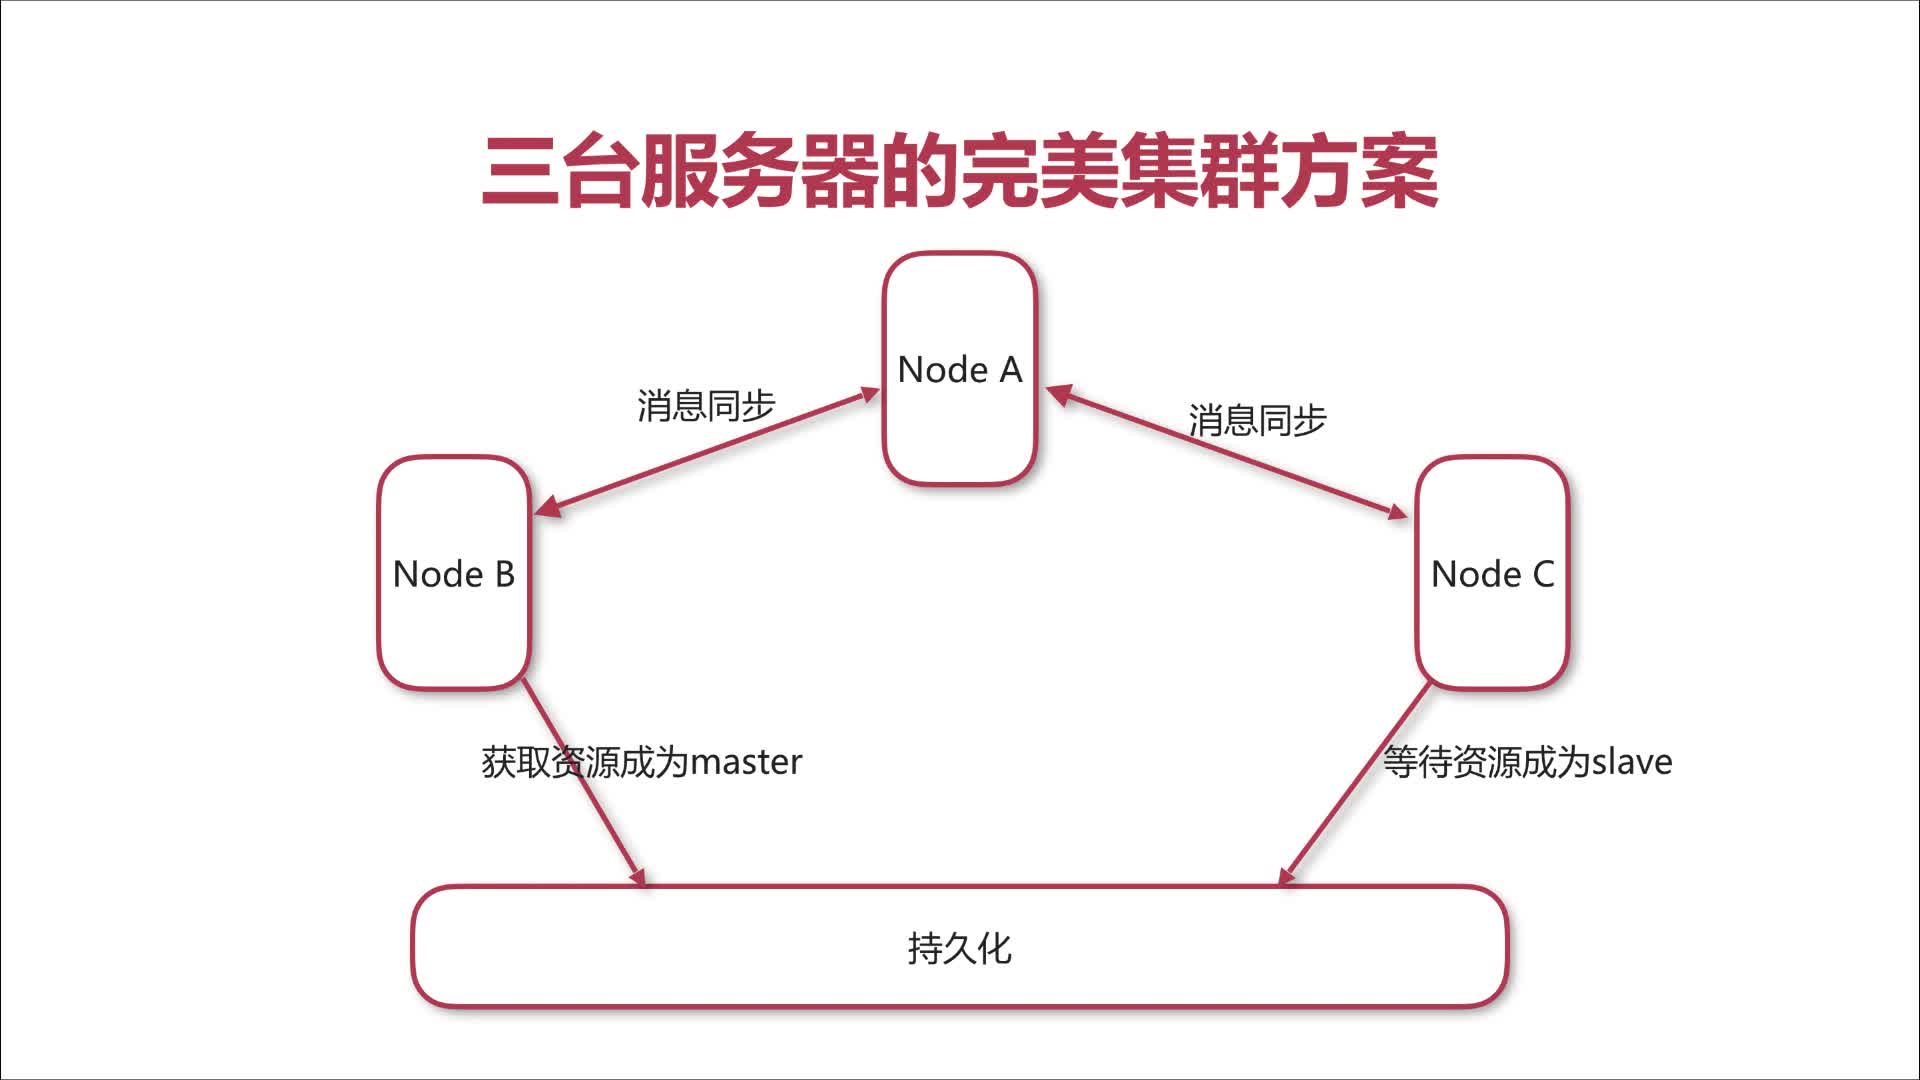 三台服务器的完美集群方案
Node A
消息同步
消息同步
Node B
Node C
获取资源成为master
等待资源成为slave
持久化